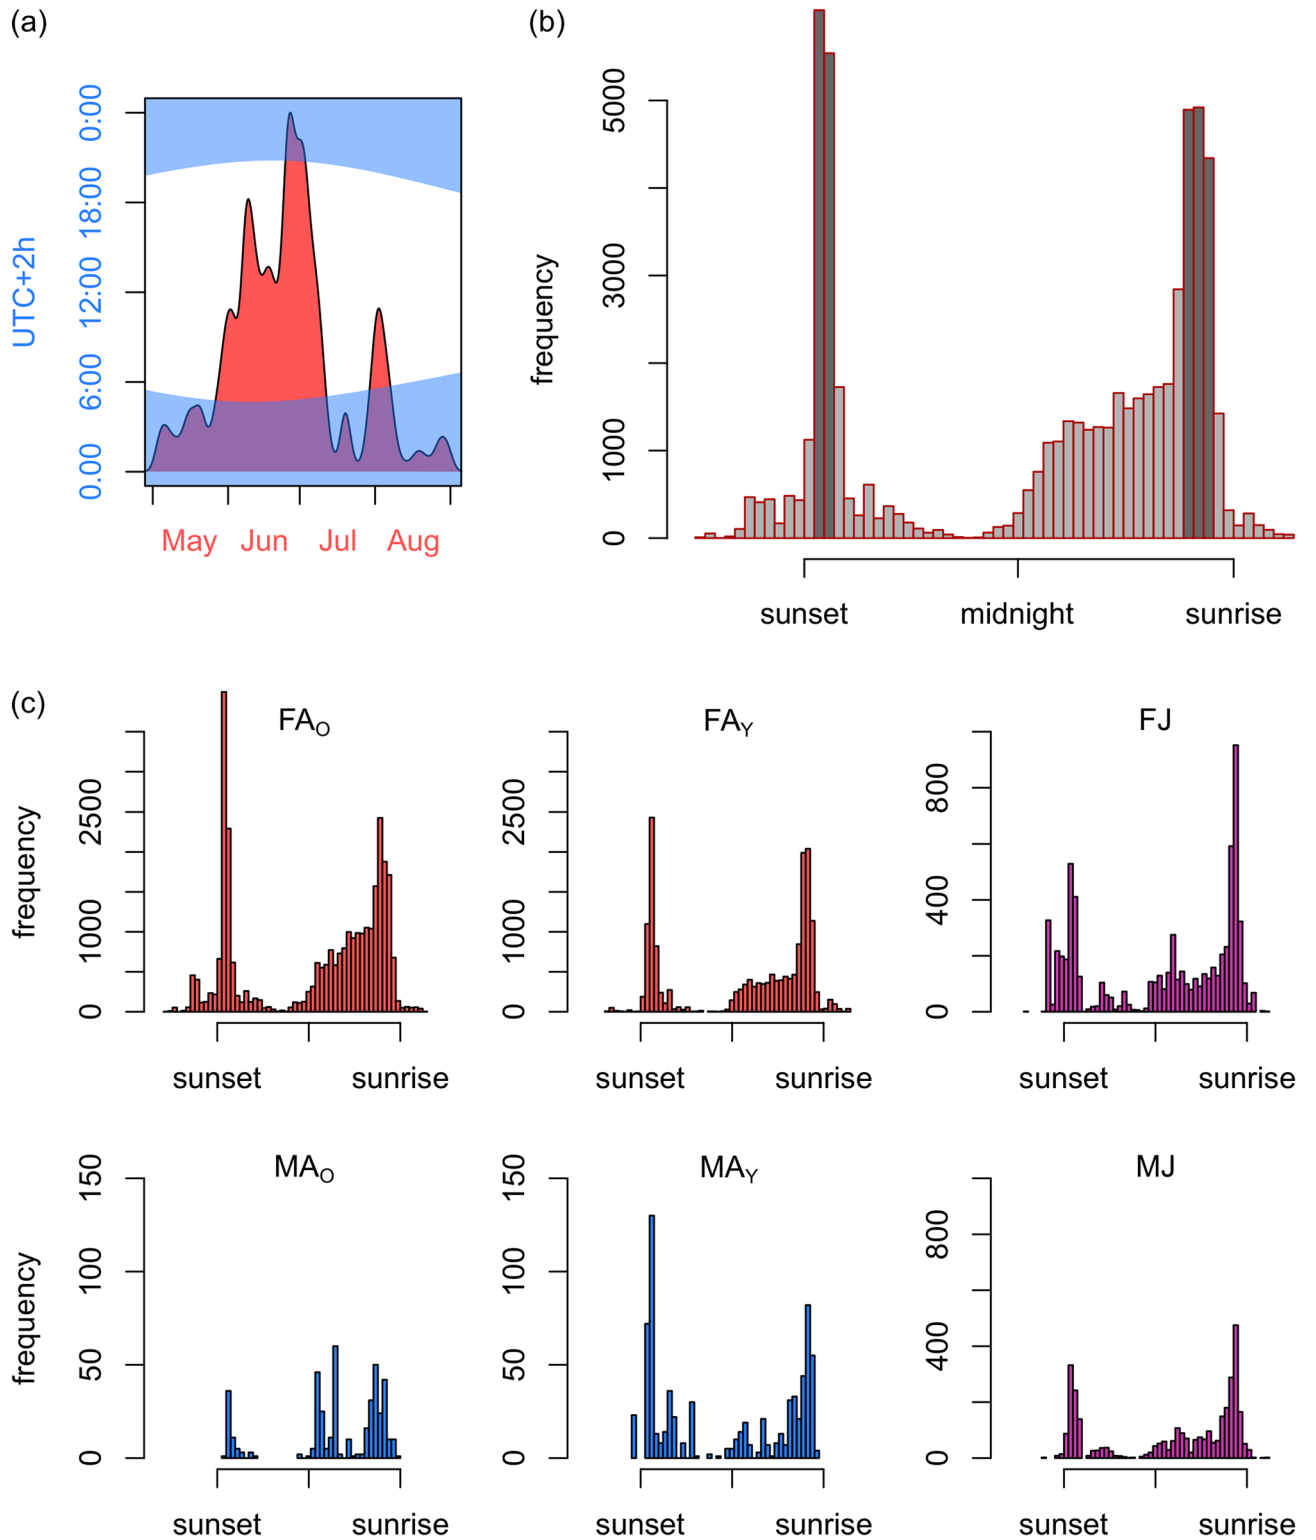 (a)
UTC+2h
0:00
18:00
12:00
6:00
0.00
May Jun Jul Aug
(b)
frequency
5000
3000
1000
0
sunset midnight sunrise
(c)
FAO
frequency
2500
1000
0
sunset sunrise
FAY
2500
1000
0
sunset sunrise
FJ
800
400
0
sunset sunrise
MAO
frequency
150
100
50
0
sunset sunrise
MAY
150
100
50
0
sunset sunrise
MJ
800
400
0
sunset sunrise